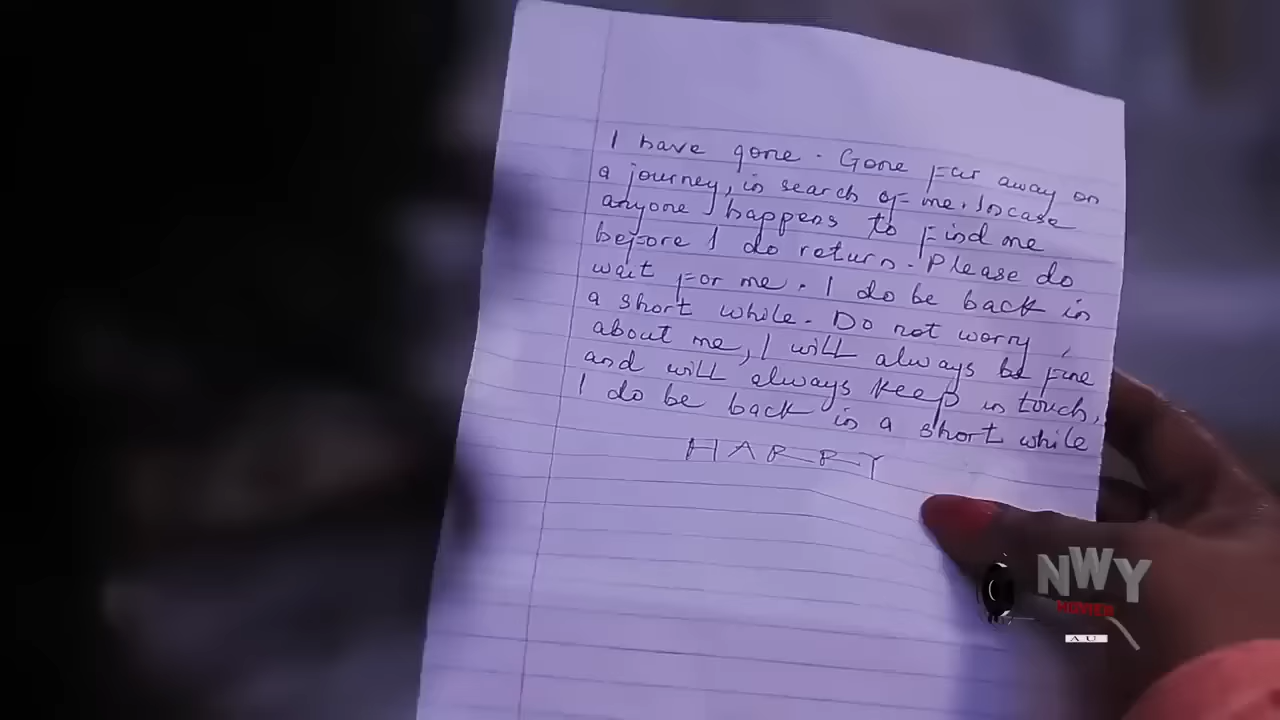 I have gone. Gone far away on
a journey, in search of me. Incase
anyone happens to find me
before I do return. Please do
wait for me. I do be back in
a short while. Do not worry
about me, I will always be fine
and will always keep in touch,
I do be back in a short while
HARRY
NWY
AU